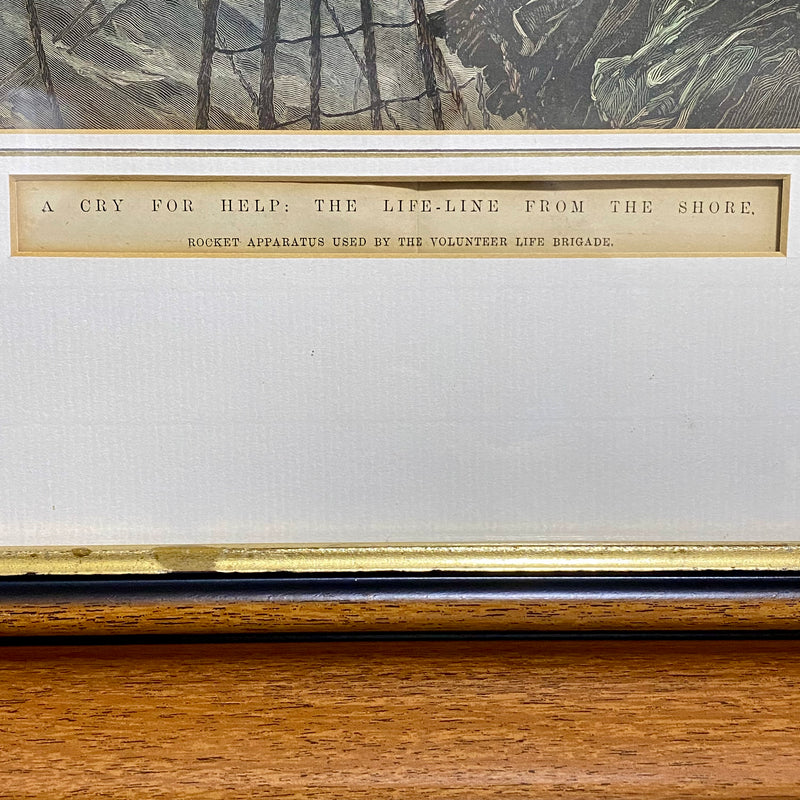 A CRY FOR HELP: THE LIFE-LINE FROM THE SHORE.
ROCKET APPARATUS USED BY THE VOLUNTEER LIFE BRIGADE.